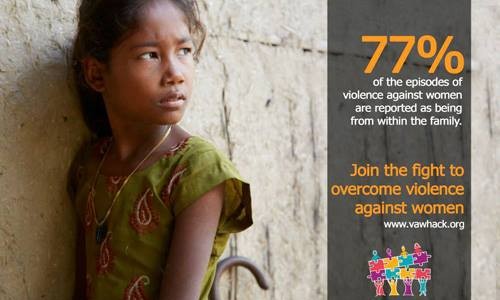 77%
of the episodes of
violence against women
are reported as being
from within the family.
Join the fight to
overcome violence
against women
www.vawhack.org